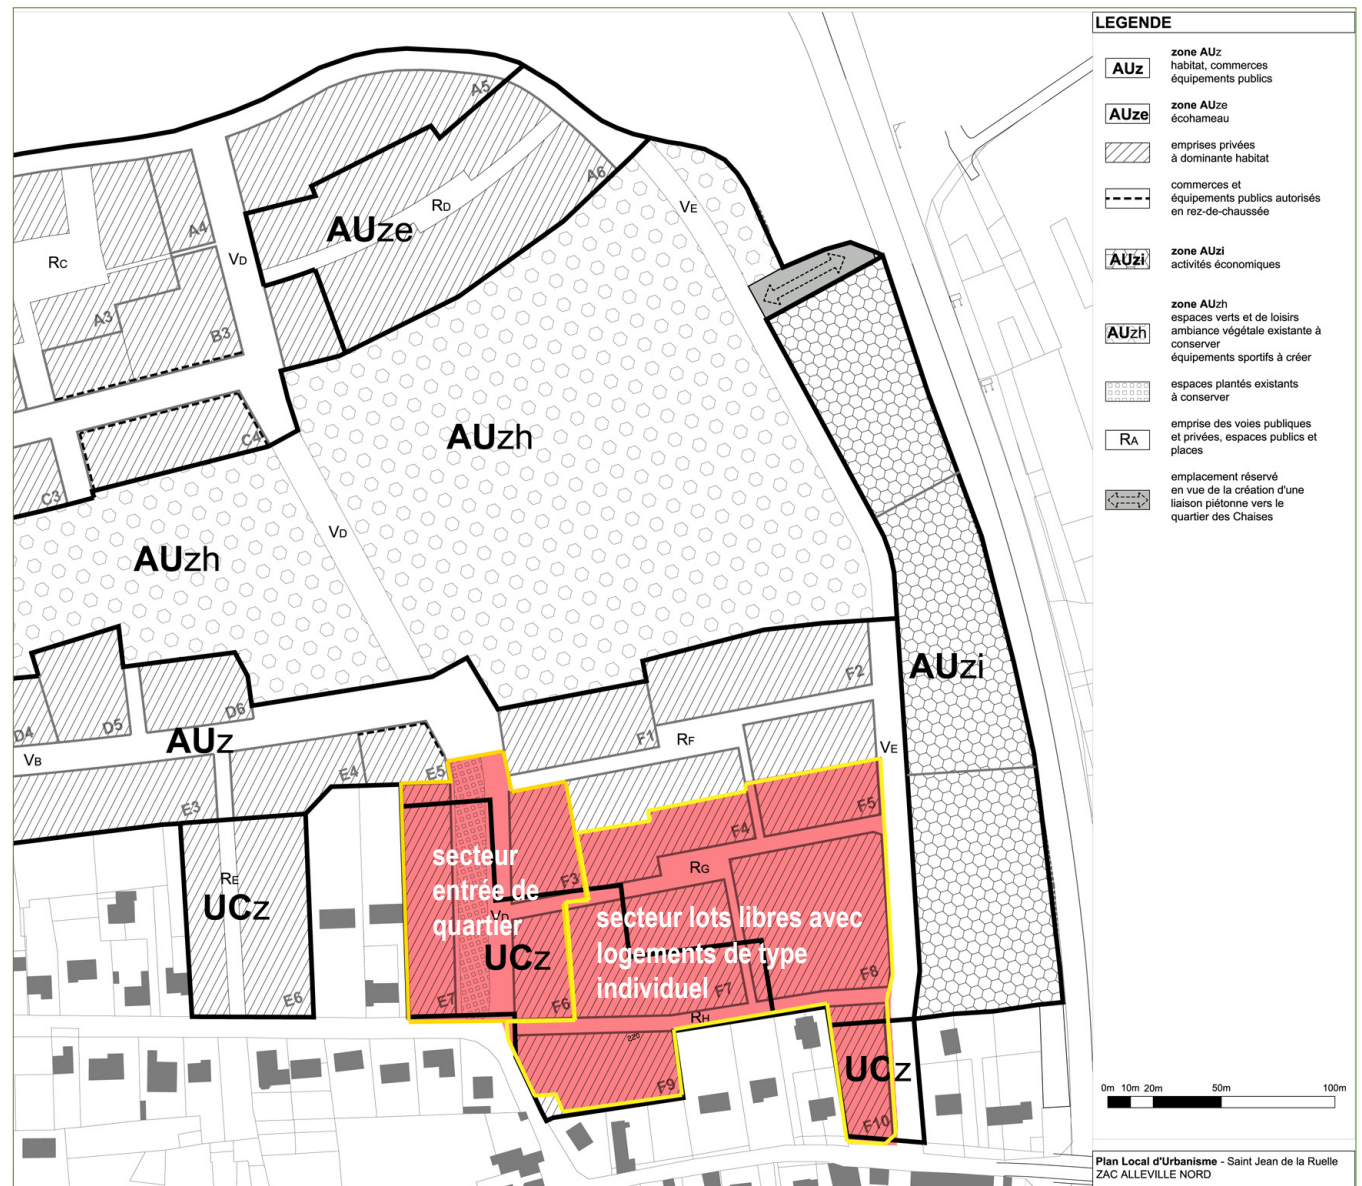 LEGENDE
AUz
zone AUz
habitat, commerces
équipements publics
AUze
zone AUze
écohameau
emprises privées
à dominante habitat
commerces et
équipements publics autorisés
en rez-de-chaussée
AUzi
zone AUzi
activités économiques
AUzh
zone AUzh
espaces verts et de loisirs
ambiance végétale existante à
conserver
équipements sportifs à créer
espaces plantés existants
à conserver
RA
emprise des voies publiques
et privées, espaces publics et
places
emplacement réservé
en vue de la création d'une
liaison piétonne vers le
quartier des Chaises
A5
A6
RD
AUze
VE
A4
RC
VD
A3
B3
C4
C3
AUzh
VD
AUzh
AUzi
D4
D5
D6
AUz
VB
F2
F1
RF
VE
E3
E4
E5
F5
F4
F3
RG
secteur
entrée de
quartier
VD
UCz
secteur lots libres avec
logements de type
individuel
RE
UCz
E6
E7
F6
F7
F8
RH
220
F9
UCz
F10
0m 10m 20m 50m 100m
Plan Local d'Urbanisme - Saint Jean de la Ruelle
ZAC ALLEVILLE NORD